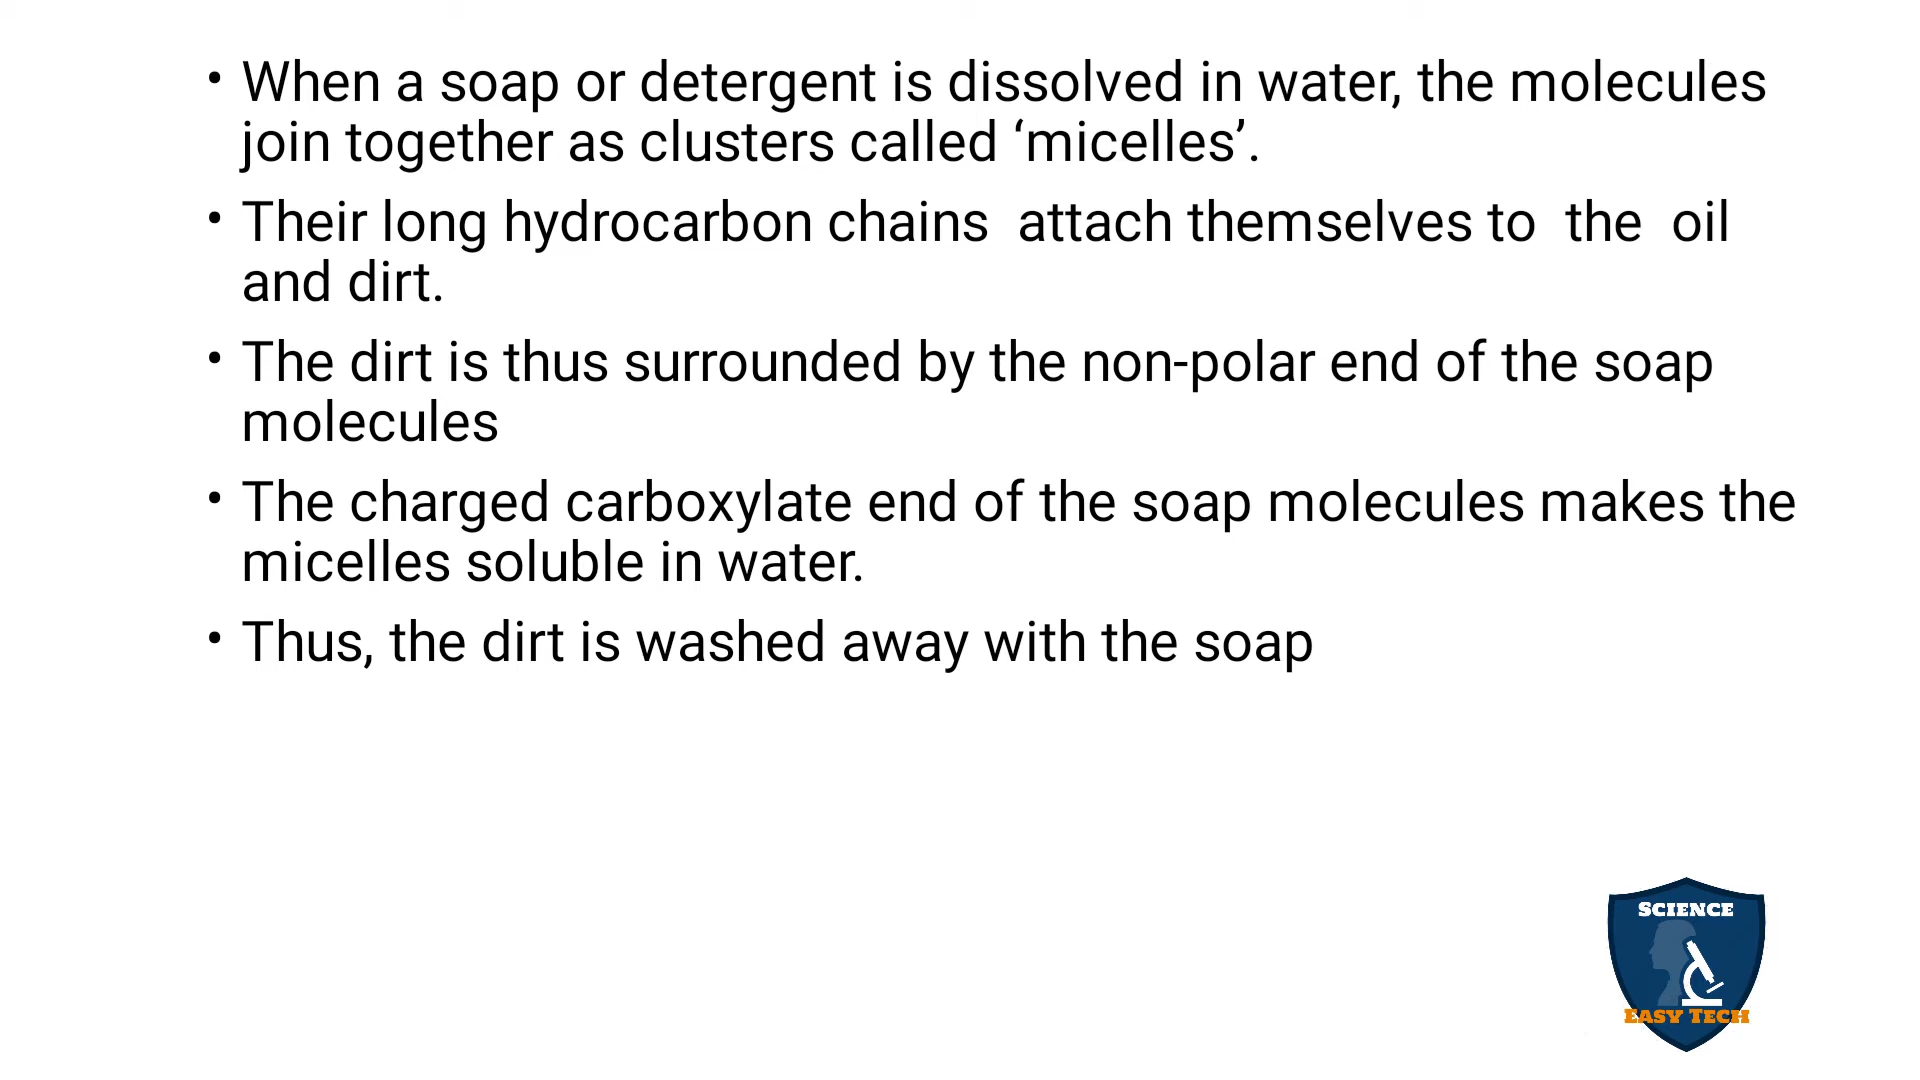 • When a soap or detergent is dissolved in water, the molecules
join together as clusters called ‘micelles’.
• Their long hydrocarbon chains  attach themselves to  the  oil
and dirt.
• The dirt is thus surrounded by the non-polar end of the soap
molecules
• The charged carboxylate end of the soap molecules makes the
micelles soluble in water.
• Thus, the dirt is washed away with the soap
SCIENCE
EASY TECH